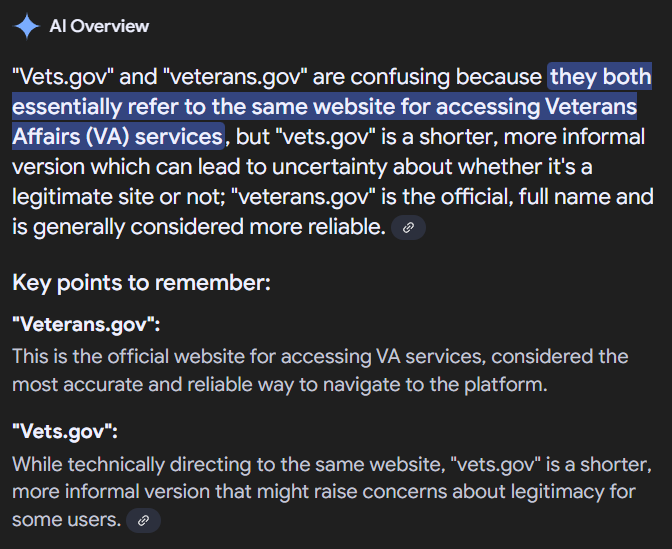 AI Overview
"Vets.gov" and "veterans.gov" are confusing because they both
essentially refer to the same website for accessing Veterans
Affairs (VA) services, but "vets.gov" is a shorter, more informal
version which can lead to uncertainty about whether it's a
legitimate site or not; "veterans.gov" is the official, full name and
is generally considered more reliable.
Key points to remember:
"Veterans.gov":
This is the official website for accessing VA services, considered the
most accurate and reliable way to navigate to the platform.
"Vets.gov":
While technically directing to the same website, "vets.gov" is a shorter,
more informal version that might raise concerns about legitimacy for
some users.